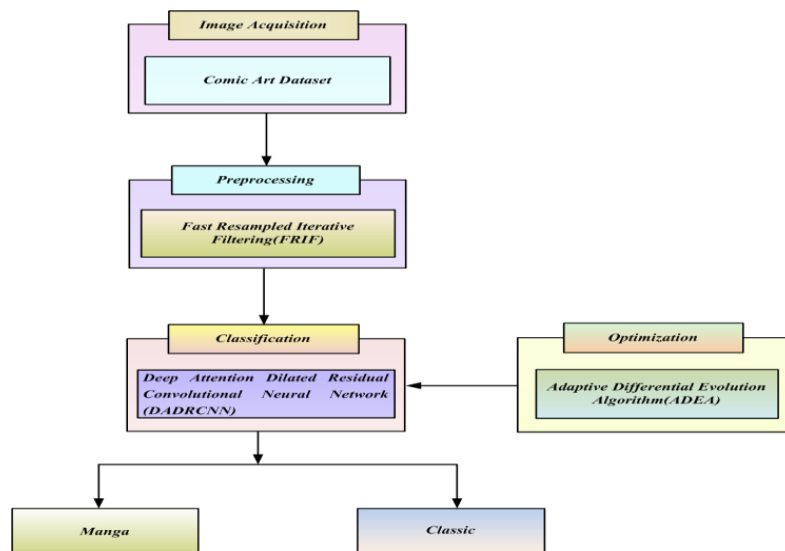 Image Acquisition
Comic Art Dataset
Preprocessing
Fast Resampled Iterative
Filtering(FRIF)
Classification
Deep Attention Dilated Residual
Convolutional Neural Network
(DADRCNN)
Optimization
Adaptive Differential Evolution
Algorithm(ADEA)
Manga
Classic